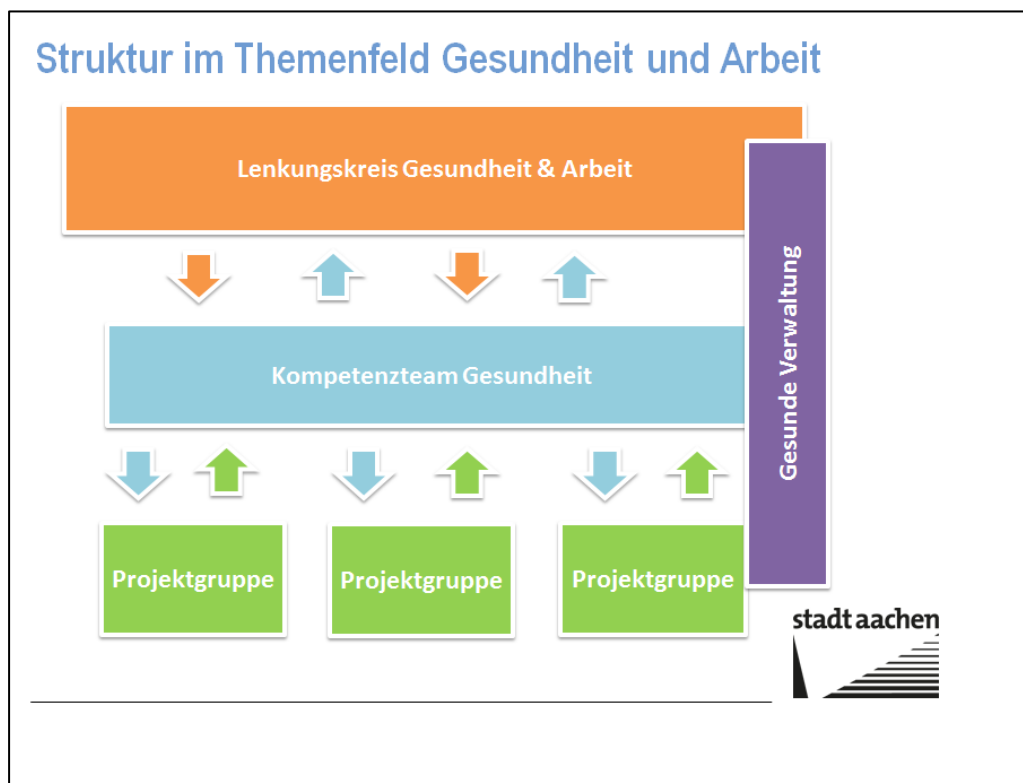 Struktur im Themenfeld Gesundheit und Arbeit
Lenkungskreis Gesundheit & Arbeit
Gesunde Verwaltung
Kompetenzteam Gesundheit
Projektgruppe
Projektgruppe
Projektgruppe
stadt aachen